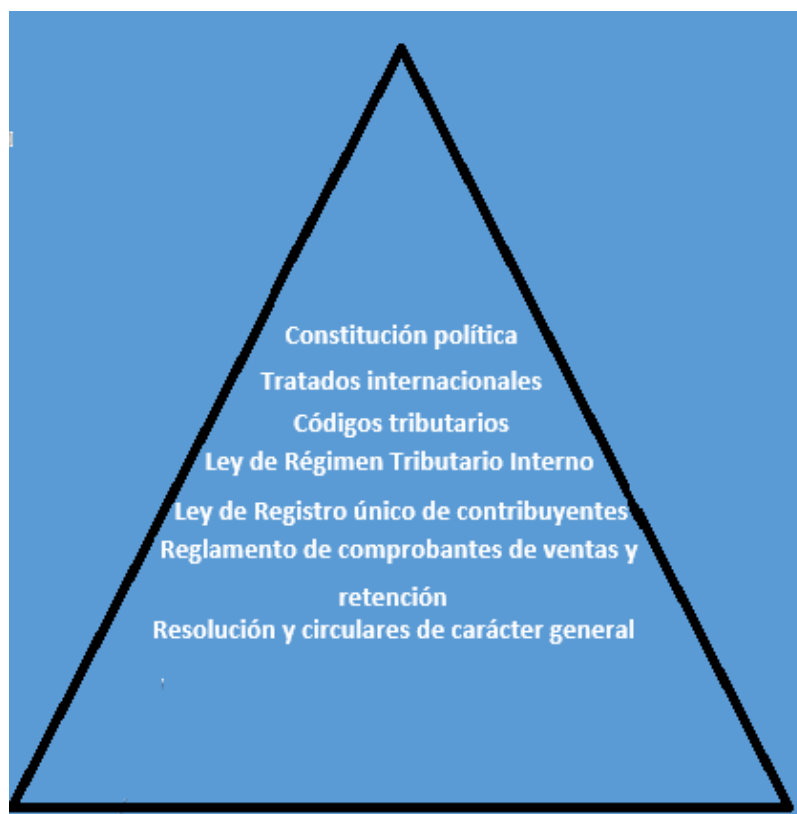 Constitución política
Tratados internacionales
Códigos tributarios
Ley de Régimen Tributario Interno
Ley de Registro único de contribuyentes
Reglamento de comprobantes de ventas y
retención
Resolución y circulares de carácter general